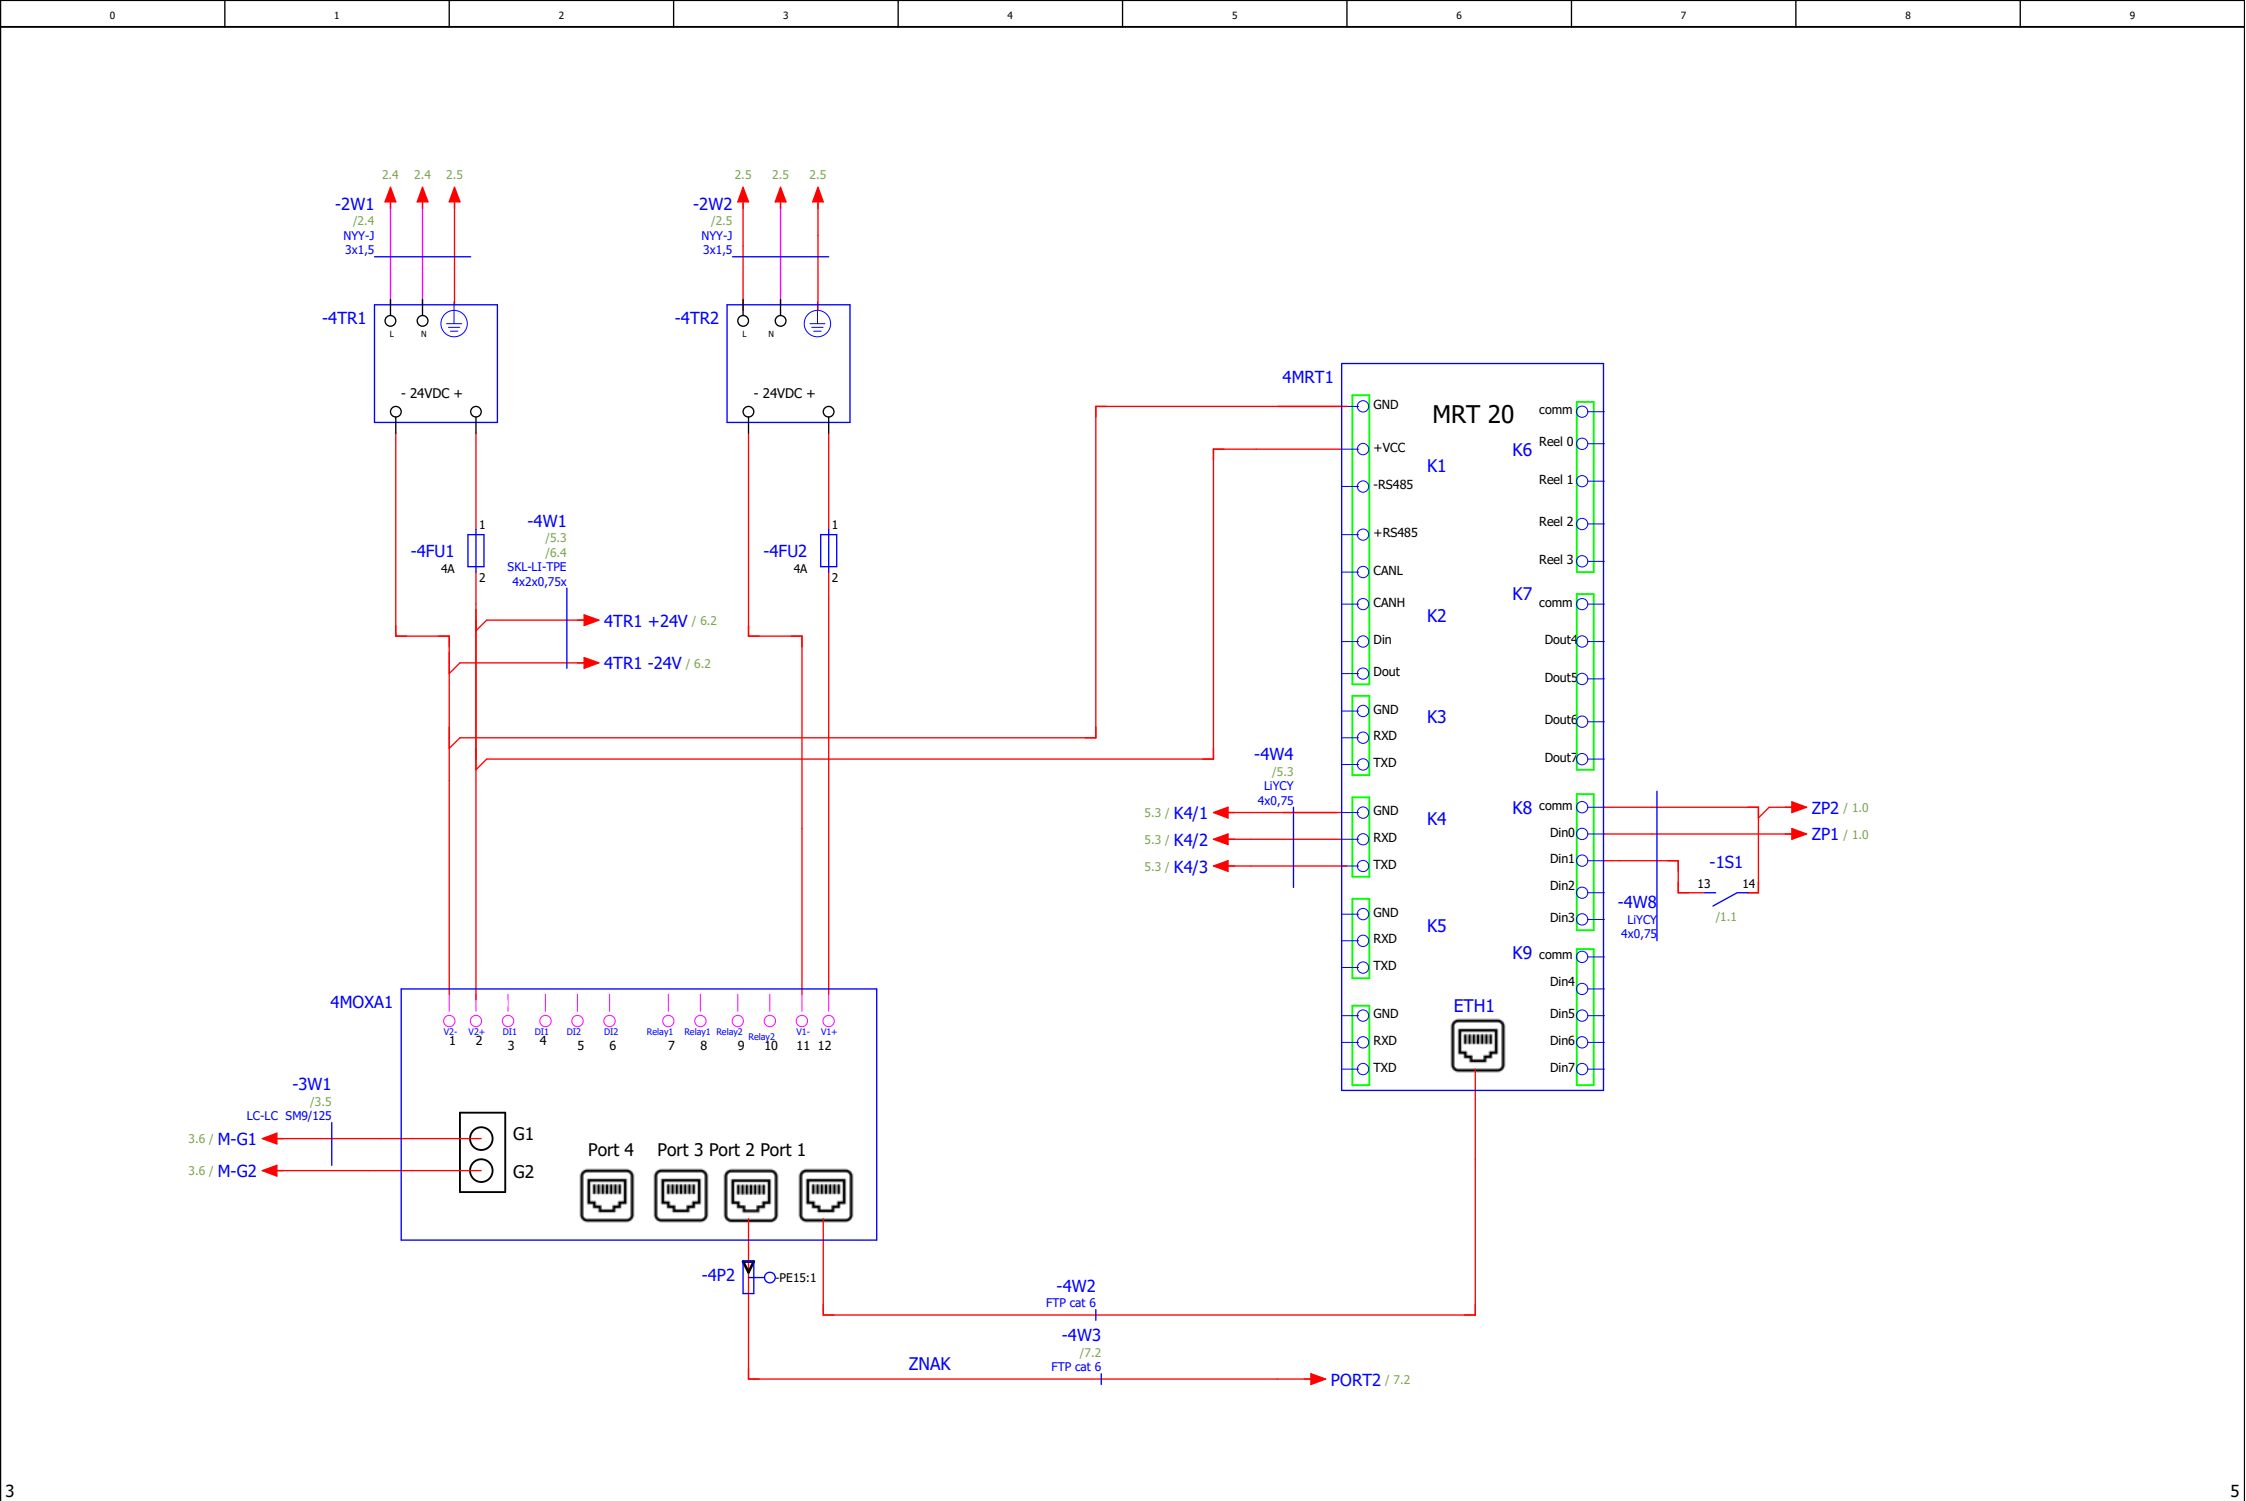 0 1 2 3 4 5 6 7 8 9
2.4 2.4 2.5
-2W1
/2.4
NYY-J
3x1,5
2.5 2.5 2.5
-2W2
/2.5
NYY-J
3x1,5
-4TR1
L N
- 24VDC +
-4TR2
L N
- 24VDC +
-4FU1
4A
1
2
-4W1
/5.3
/6.4
SKL-LI-TPE
4x2x0,75x
-4FU2
4A
1
2
4TR1 +24V / 6.2
4TR1 -24V / 6.2
4MRT1
MRT 20
GND
+VCC
K1
-RS485
+RS485
CANL
CANH
K2
Din
Dout
GND
K3
RXD
TXD
GND
K4
RXD
TXD
GND
K5
RXD
TXD
GND
RXD
TXD
comm
K6
Reel 0
Reel 1
Reel 2
Reel 3
K7
comm
Dout4
Dout5
Dout6
Dout7
K8 comm
Din0
Din1
Din2
Din3
K9 comm
Din4
Din5
Din6
Din7
ETH1
-4W4
/5.3
LiYCY
4x0,75
5.3 / K4/1
5.3 / K4/2
5.3 / K4/3
ZP2 / 1.0
ZP1 / 1.0
-1S1
13 14
/1.1
-4W8
LiYCY
4x0,75
4MOXA1
V2- V2+ DI1 DI1 DI2 DI2 Relay1 Relay1 Relay2 Relay2 V1- V1+
1 2 3 4 5 6 7 8 9 10 11 12
-3W1
/3.5
LC-LC SM9/125
3.6 / M-G1
3.6 / M-G2
G1
G2
Port 4 Port 3 Port 2 Port 1
-4P2
-PE15:1
-4W2
FTP cat 6
-4W3
/7.2
FTP cat 6
ZNAK
PORT2 / 7.2
3
5